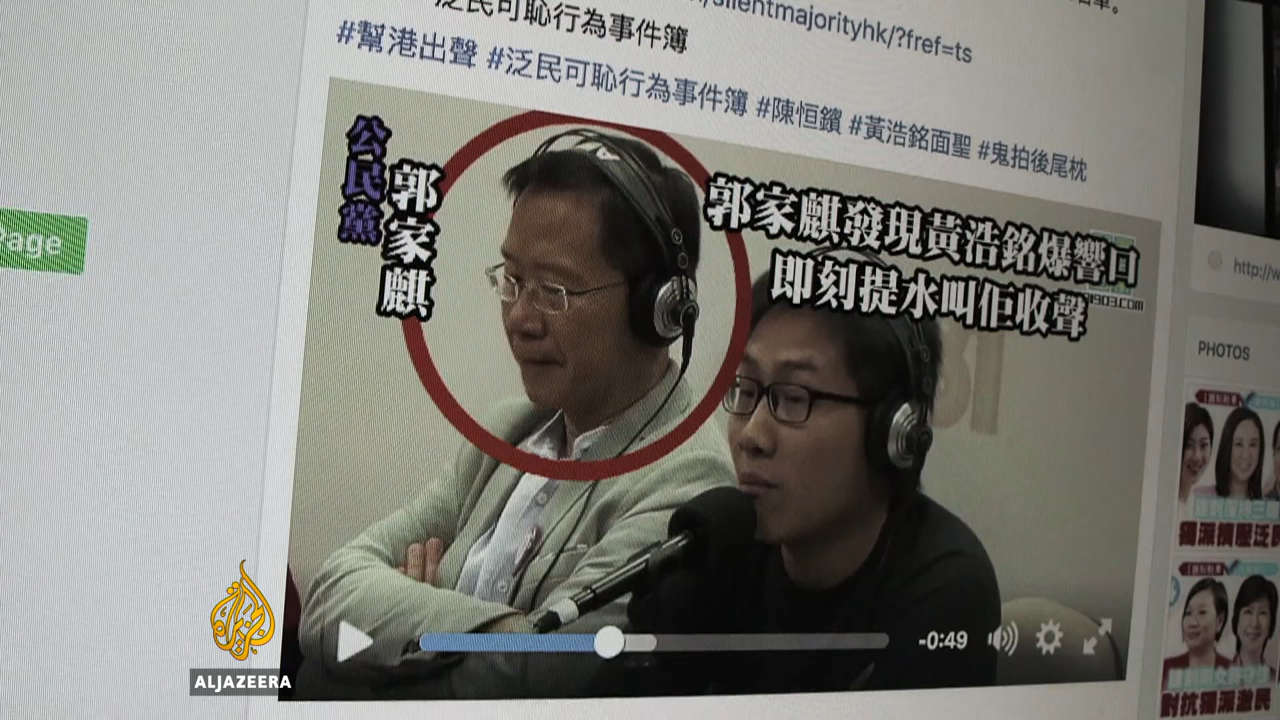 silentmajorityhk/?fref=ts
泛民可恥行為事件簿
#幫港出聲 #泛民可恥行為事件簿 #陳恒鑌 #黃浩銘面聖 #鬼拍後尾枕
公民黨
郭家麒
郭家麒發現黃浩銘爆響回
即刻提水叫佢收聲
Page
http://w
PHOTOS
-0:49
ALJAZEERA